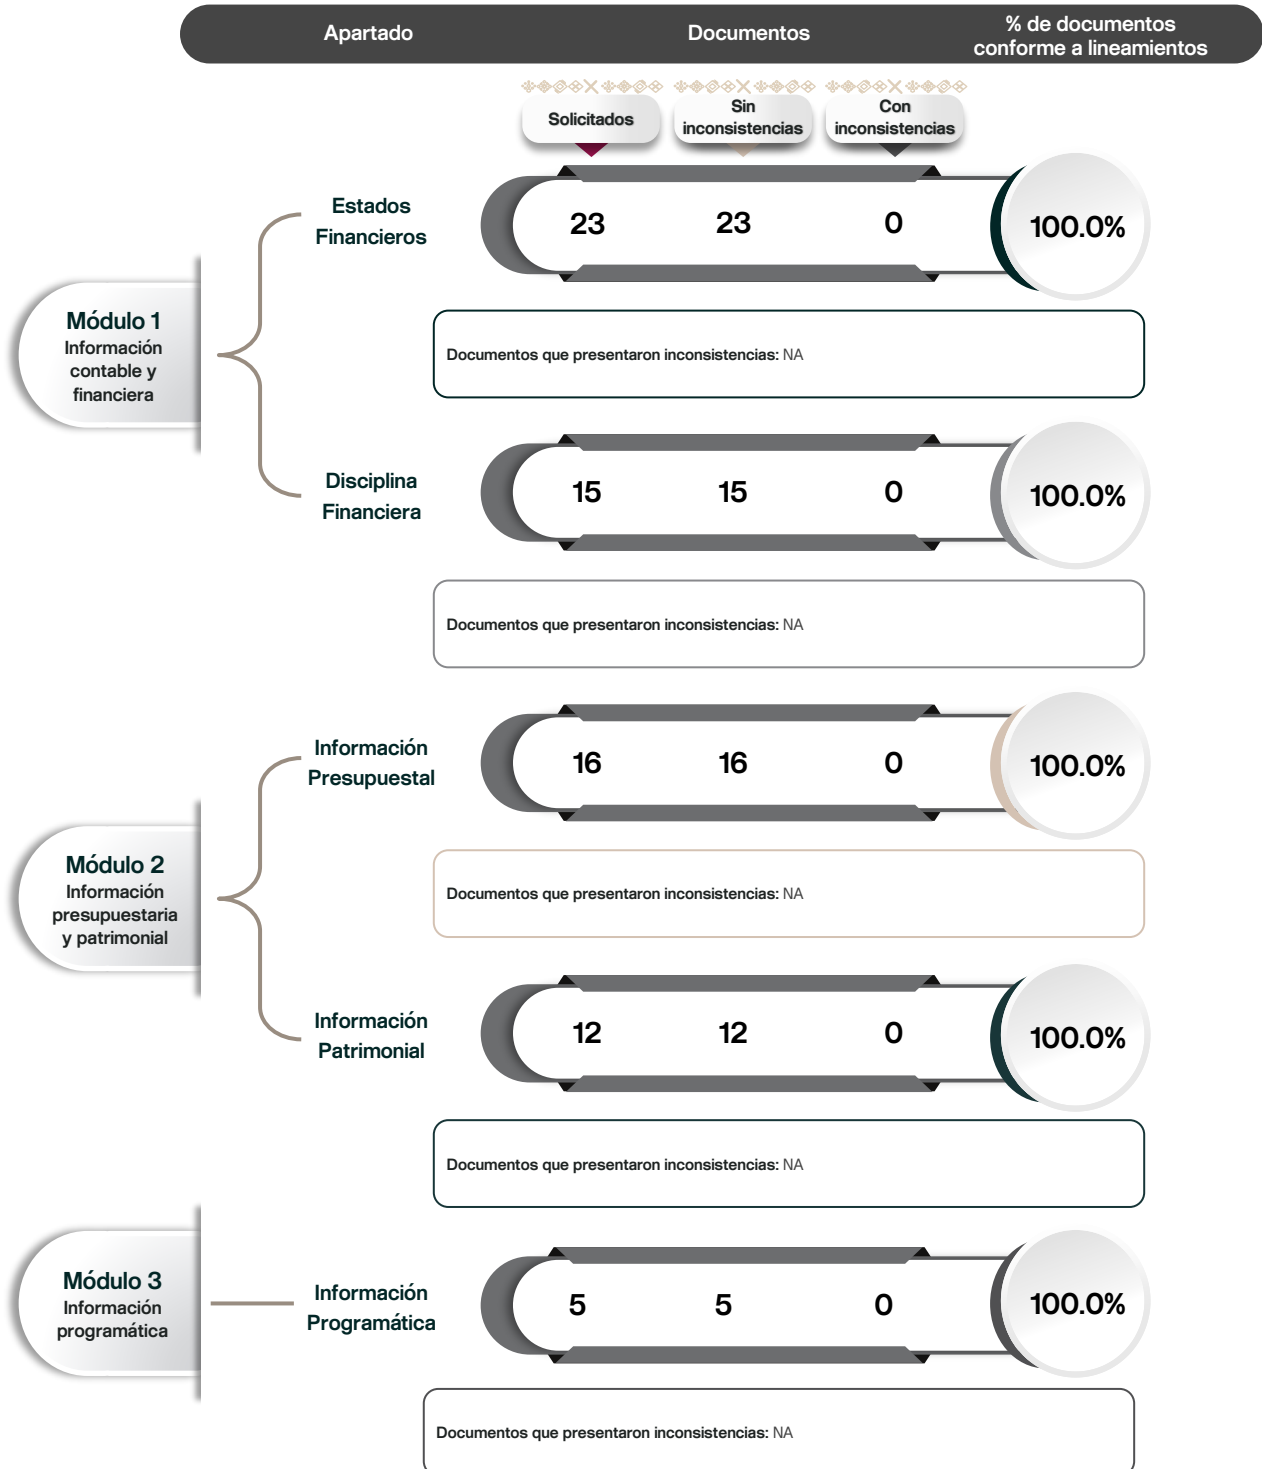 Apartado
Documentos
% de documentos
conforme a lineamientos
Solicitados
Sin
inconsistencias
Con
inconsistencias
Módulo 1
Información
contable y
financiera
Estados
Financieros
23
23
0
100.0%
Documentos que presentaron inconsistencias: NA
Disciplina
Financiera
15
15
0
100.0%
Documentos que presentaron inconsistencias: NA
Módulo 2
Información
presupuestaria
y patrimonial
Información
Presupuestal
16
16
0
100.0%
Documentos que presentaron inconsistencias: NA
Información
Patrimonial
12
12
0
100.0%
Documentos que presentaron inconsistencias: NA
Módulo 3
Información
programática
Información
Programática
5
5
0
100.0%
Documentos que presentaron inconsistencias: NA